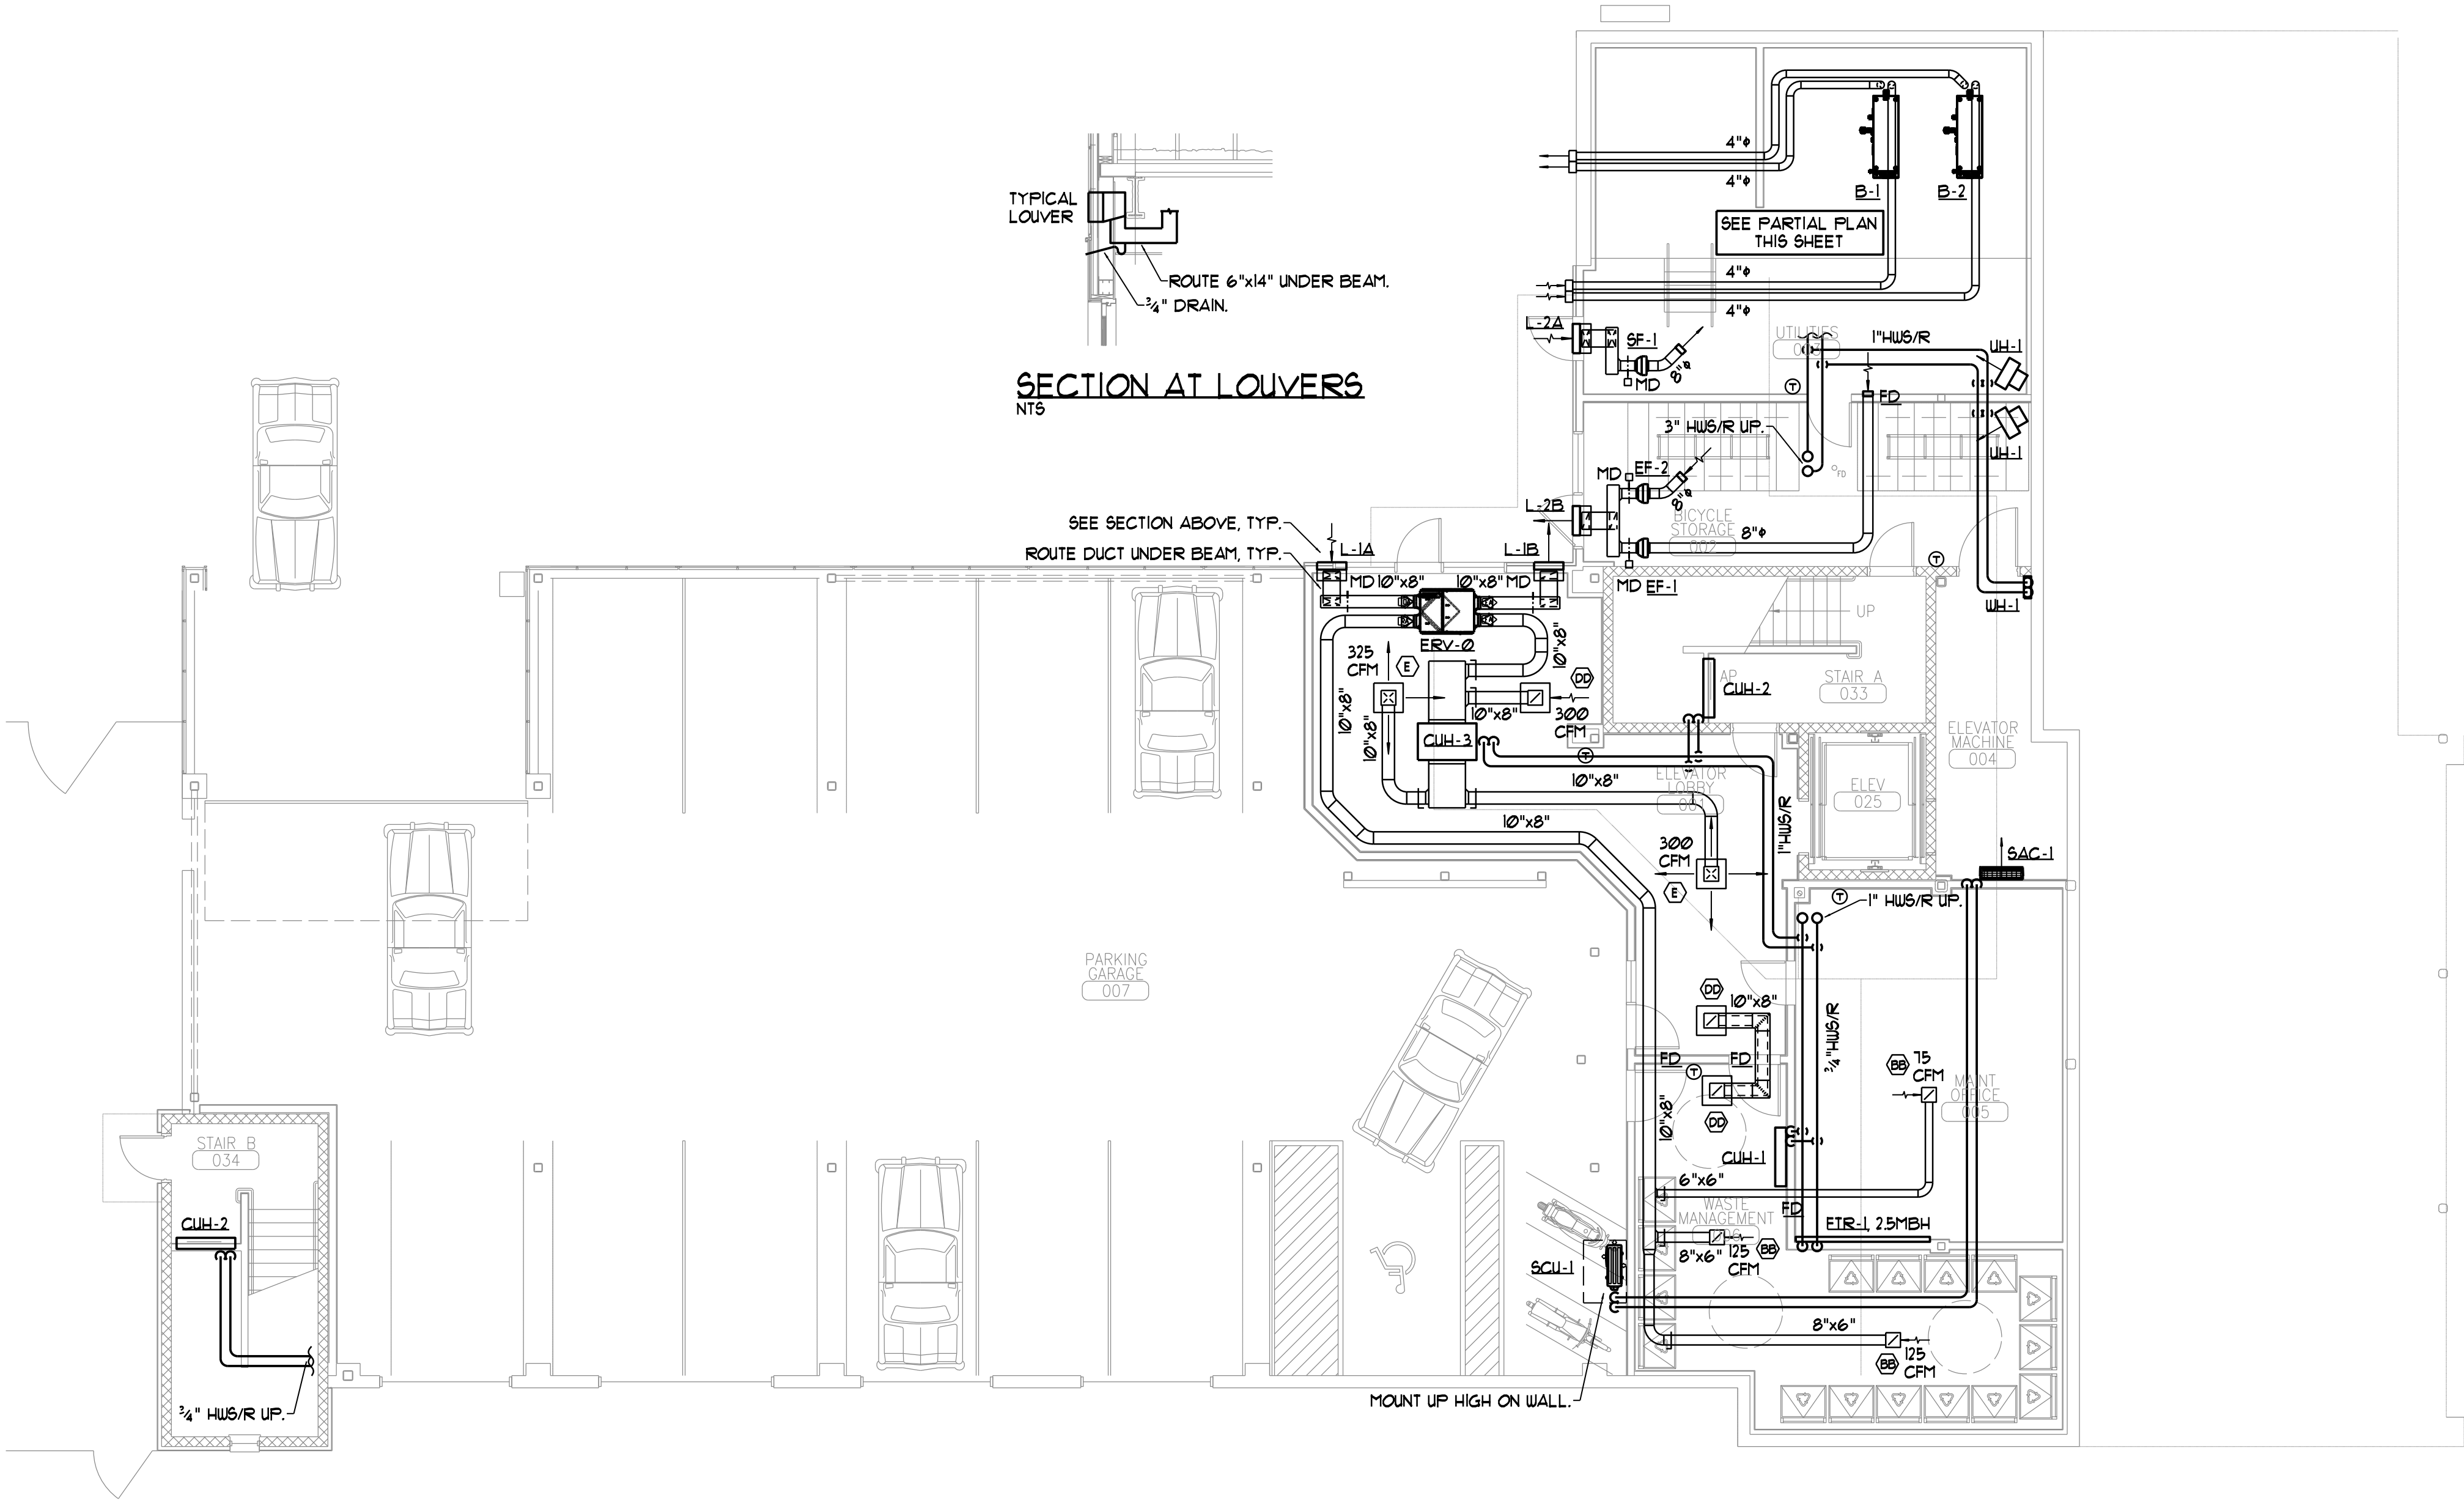 4"ϕ
4"ϕ
B-1
B-2
SEE PARTIAL PLAN
THIS SHEET
TYPICAL
LOUVER
ROUTE 6"x14" UNDER BEAM.
¾" DRAIN.
SECTION AT LOUVERS
NTS
4"ϕ
4"ϕ
L-2A
SF-1
MD
8"ϕ
UTILITIES
1"HWS/R
UH-1
T
FD
3" HWS/R UP.
UH-1
FD
MD
EF-2
8"ϕ
L-2B
BICYCLE
STORAGE
002
8"ϕ
T
MD
EF-1
WH-1
SEE SECTION ABOVE, TYP.
ROUTE DUCT UNDER BEAM, TYP.
L-1A
L-1B
MD
10"x8"
10"x8"
MD
ERV-0
10"x8"
325
CFM
E
DD
10"x8"
10"x8"
10"x8"
300
CFM
CUH-3
T
UP
AP
CUH-2
STAIR A
033
ELEVATOR
MACHINE
004
ELEVATOR
LOBBY
001
10"x8"
ELEV
025
10"x8"
1"HWS/R
300
CFM
E
SAC-1
T
1" HWS/R UP.
PARKING
GARAGE
007
DD
10"x8"
¾"HWS/R
FD
FD
T
DD
BB
75
CFM
MAINT
OFFICE
005
10"x8"
CUH-1
6"x6"
WASTE
MANAGEMENT
FD
FTR-1, 2.5MBH
8"x6"
125
CFM
BB
SCU-1
8"x6"
BB
125
CFM
MOUNT UP HIGH ON WALL.
STAIR B
034
CUH-2
¾" HWS/R UP.